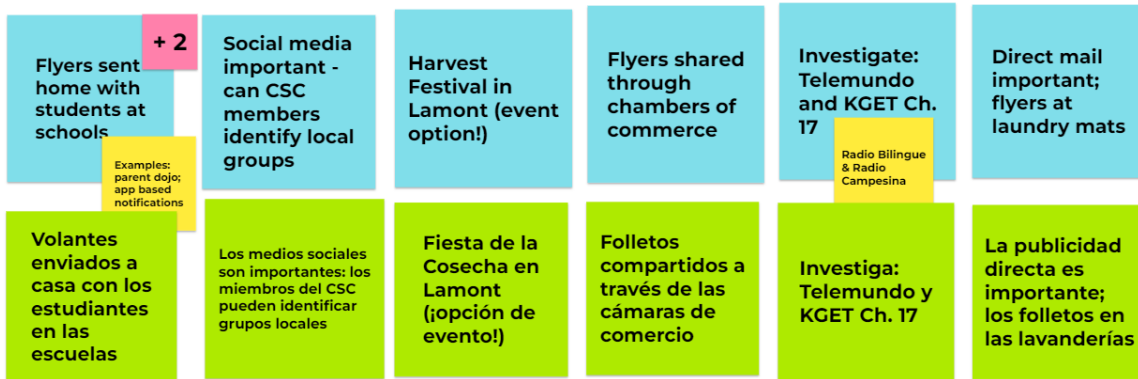 Flyers sent
home with
students at
schools
+ 2
Examples:
parent dojo;
app based
notifications
Social media
important -
can CSC
members
identify local
groups
Harvest
Festival in
Lamont (event
option!)
Flyers shared
through
chambers of
commerce
Investigate:
Telemundo
and KGET Ch.
17
Radio Bilingue
& Radio
Campesina
Direct mail
important;
flyers at
laundry mats
Volantes
enviados a
casa con los
estudiantes
en las
escuelas
Los medios sociales
son importantes: los
miembros del CSC
pueden identificar
grupos locales
Fiesta de la
Cosecha en
Lamont
(¡opción de
evento!)
Folletos
compartidos a
través de las
cámaras de
comercio
Investiga:
Telemundo y
KGET Ch. 17
La publicidad
directa es
importante;
los folletos en
las lavanderías